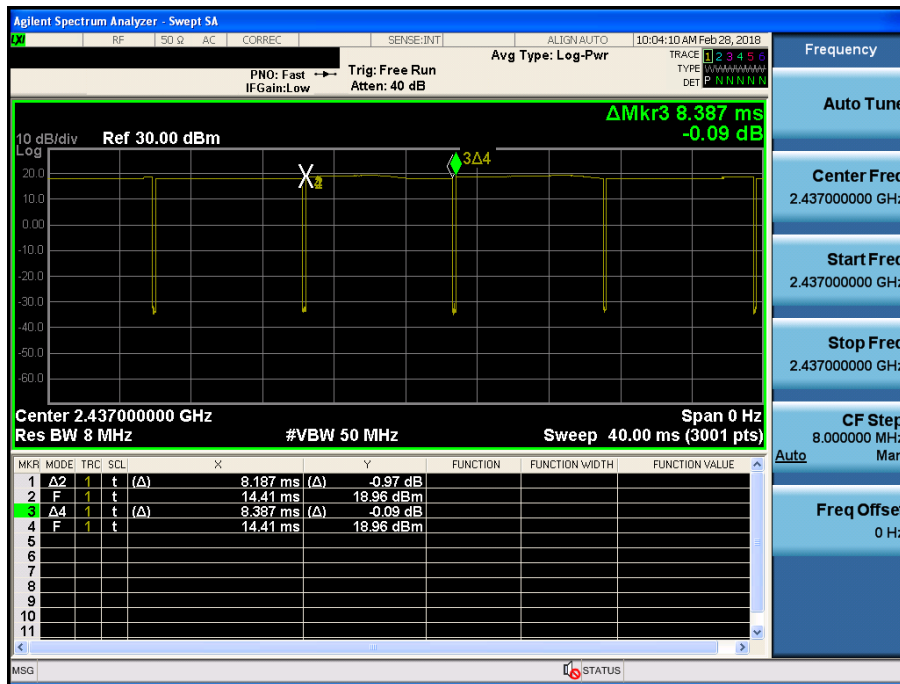 Agilent Spectrum Analyzer - Swept SA
LXI RF 50 Ω AC CORREC SENSE:INT ALIGN AUTO 10:04:10 AM Feb 28, 2018
Avg Type: Log-Pwr
TRACE 1 2 3 4 5 6
PNO: Fast Trig: Free Run
TYPE WWWWWW
IFGain:Low Atten: 40 dB
DET P N N N N N
ΔMkr3 8.387 ms
-0.09 dB
10 dB/div Ref 30.00 dBm
Log
3Δ4
20.0
2
10.0
0.00
-10.0
-20.0
-30.0
-40.0
-50.0
-60.0
Center 2.437000000 GHz Span 0 Hz
Res BW 8 MHz #VBW 50 MHz Sweep 40.00 ms (3001 pts)
MKR MODE TRC SCL X Y FUNCTION FUNCTION WIDTH FUNCTION VALUE
1 Δ2 1 t (Δ) 8.187 ms (Δ) -0.97 dB
2 F 1 t 14.41 ms 18.96 dBm
3 Δ4 1 t (Δ) 8.387 ms (Δ) -0.09 dB
4 F 1 t 14.41 ms 18.96 dBm
5
6
7
8
9
10
11
MSG STATUS
Frequency
Auto Tune
Center Freq
2.437000000 GHz
Start Freq
2.437000000 GHz
Stop Freq
2.437000000 GHz
CF Step
8.000000 MHz
Auto Man
Freq Offset
0 Hz